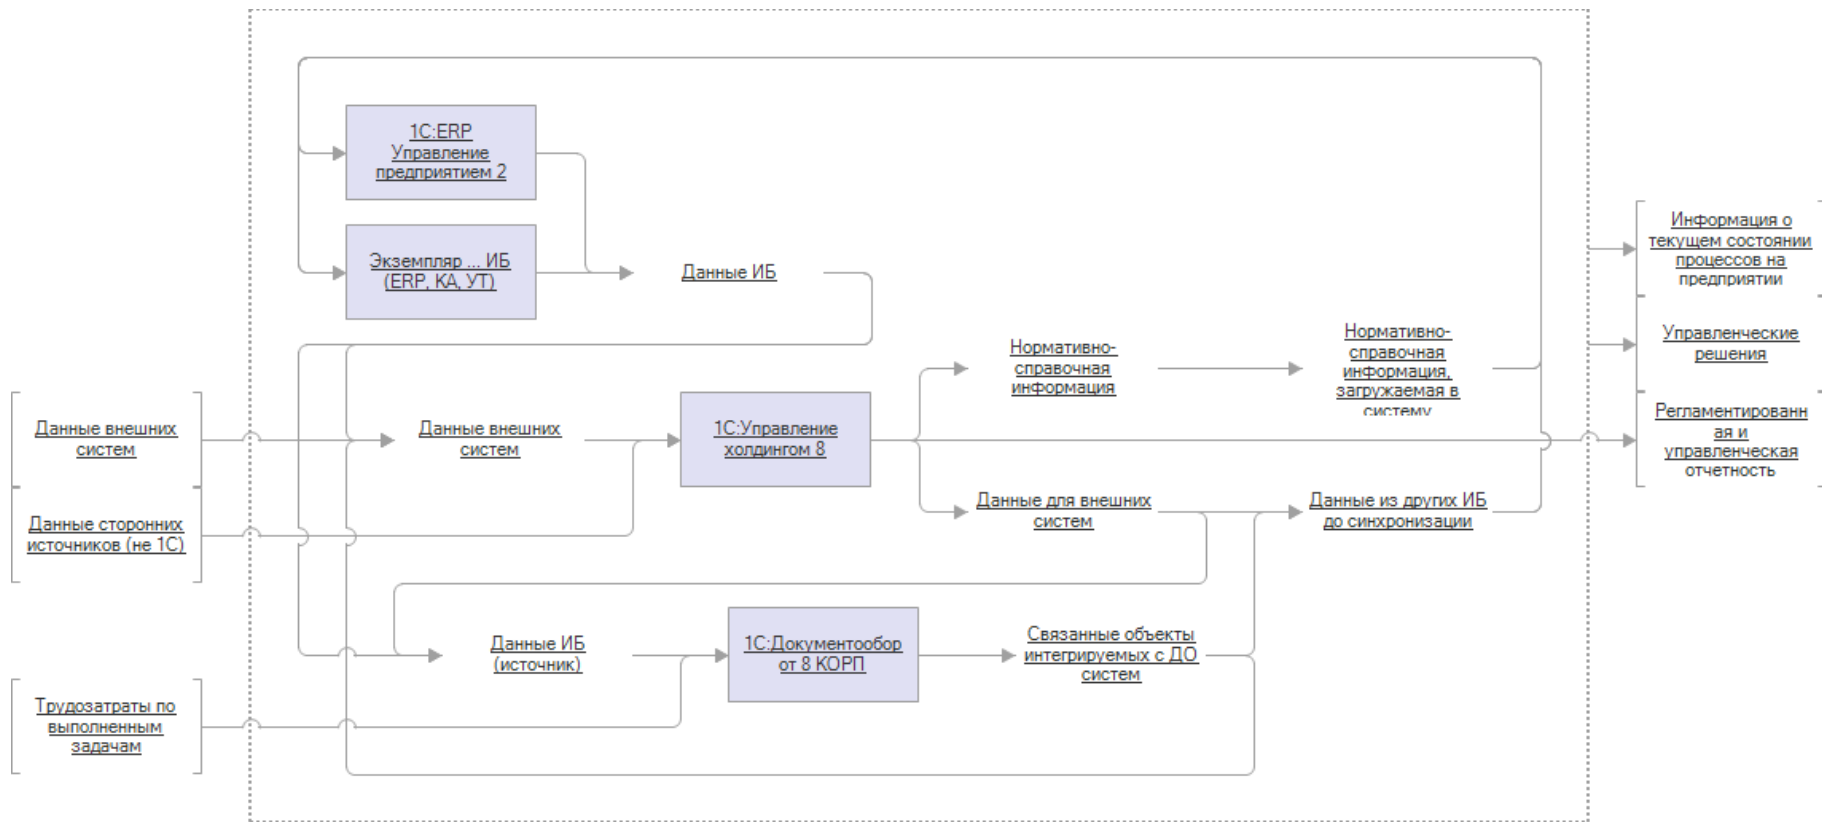 1С:ERP
Управление
предприятием 2
Экземпляр ... ИБ
(ERP, КА, УТ)
Данные ИБ
Информация о
текущем состоянии
процессов на
предприятии
Управленческие
решения
Регламентированн
ая и
управленческая
отчетность
Нормативно-
справочная
информация
Нормативно-
справочная
информация,
загружаемая в
систему
Данные внешних
систем
Данные внешних
систем
1С:Управление
холдингом 8
Данные сторонних
источников (не 1С)
Данные для внешних
систем
Данные из других ИБ
до синхронизации
Данные ИБ
(источник)
1С:Документообор
от 8 КОРП
Связанные объекты
интегрируемых с ДО
систем
Трудозатраты по
выполненным
задачам